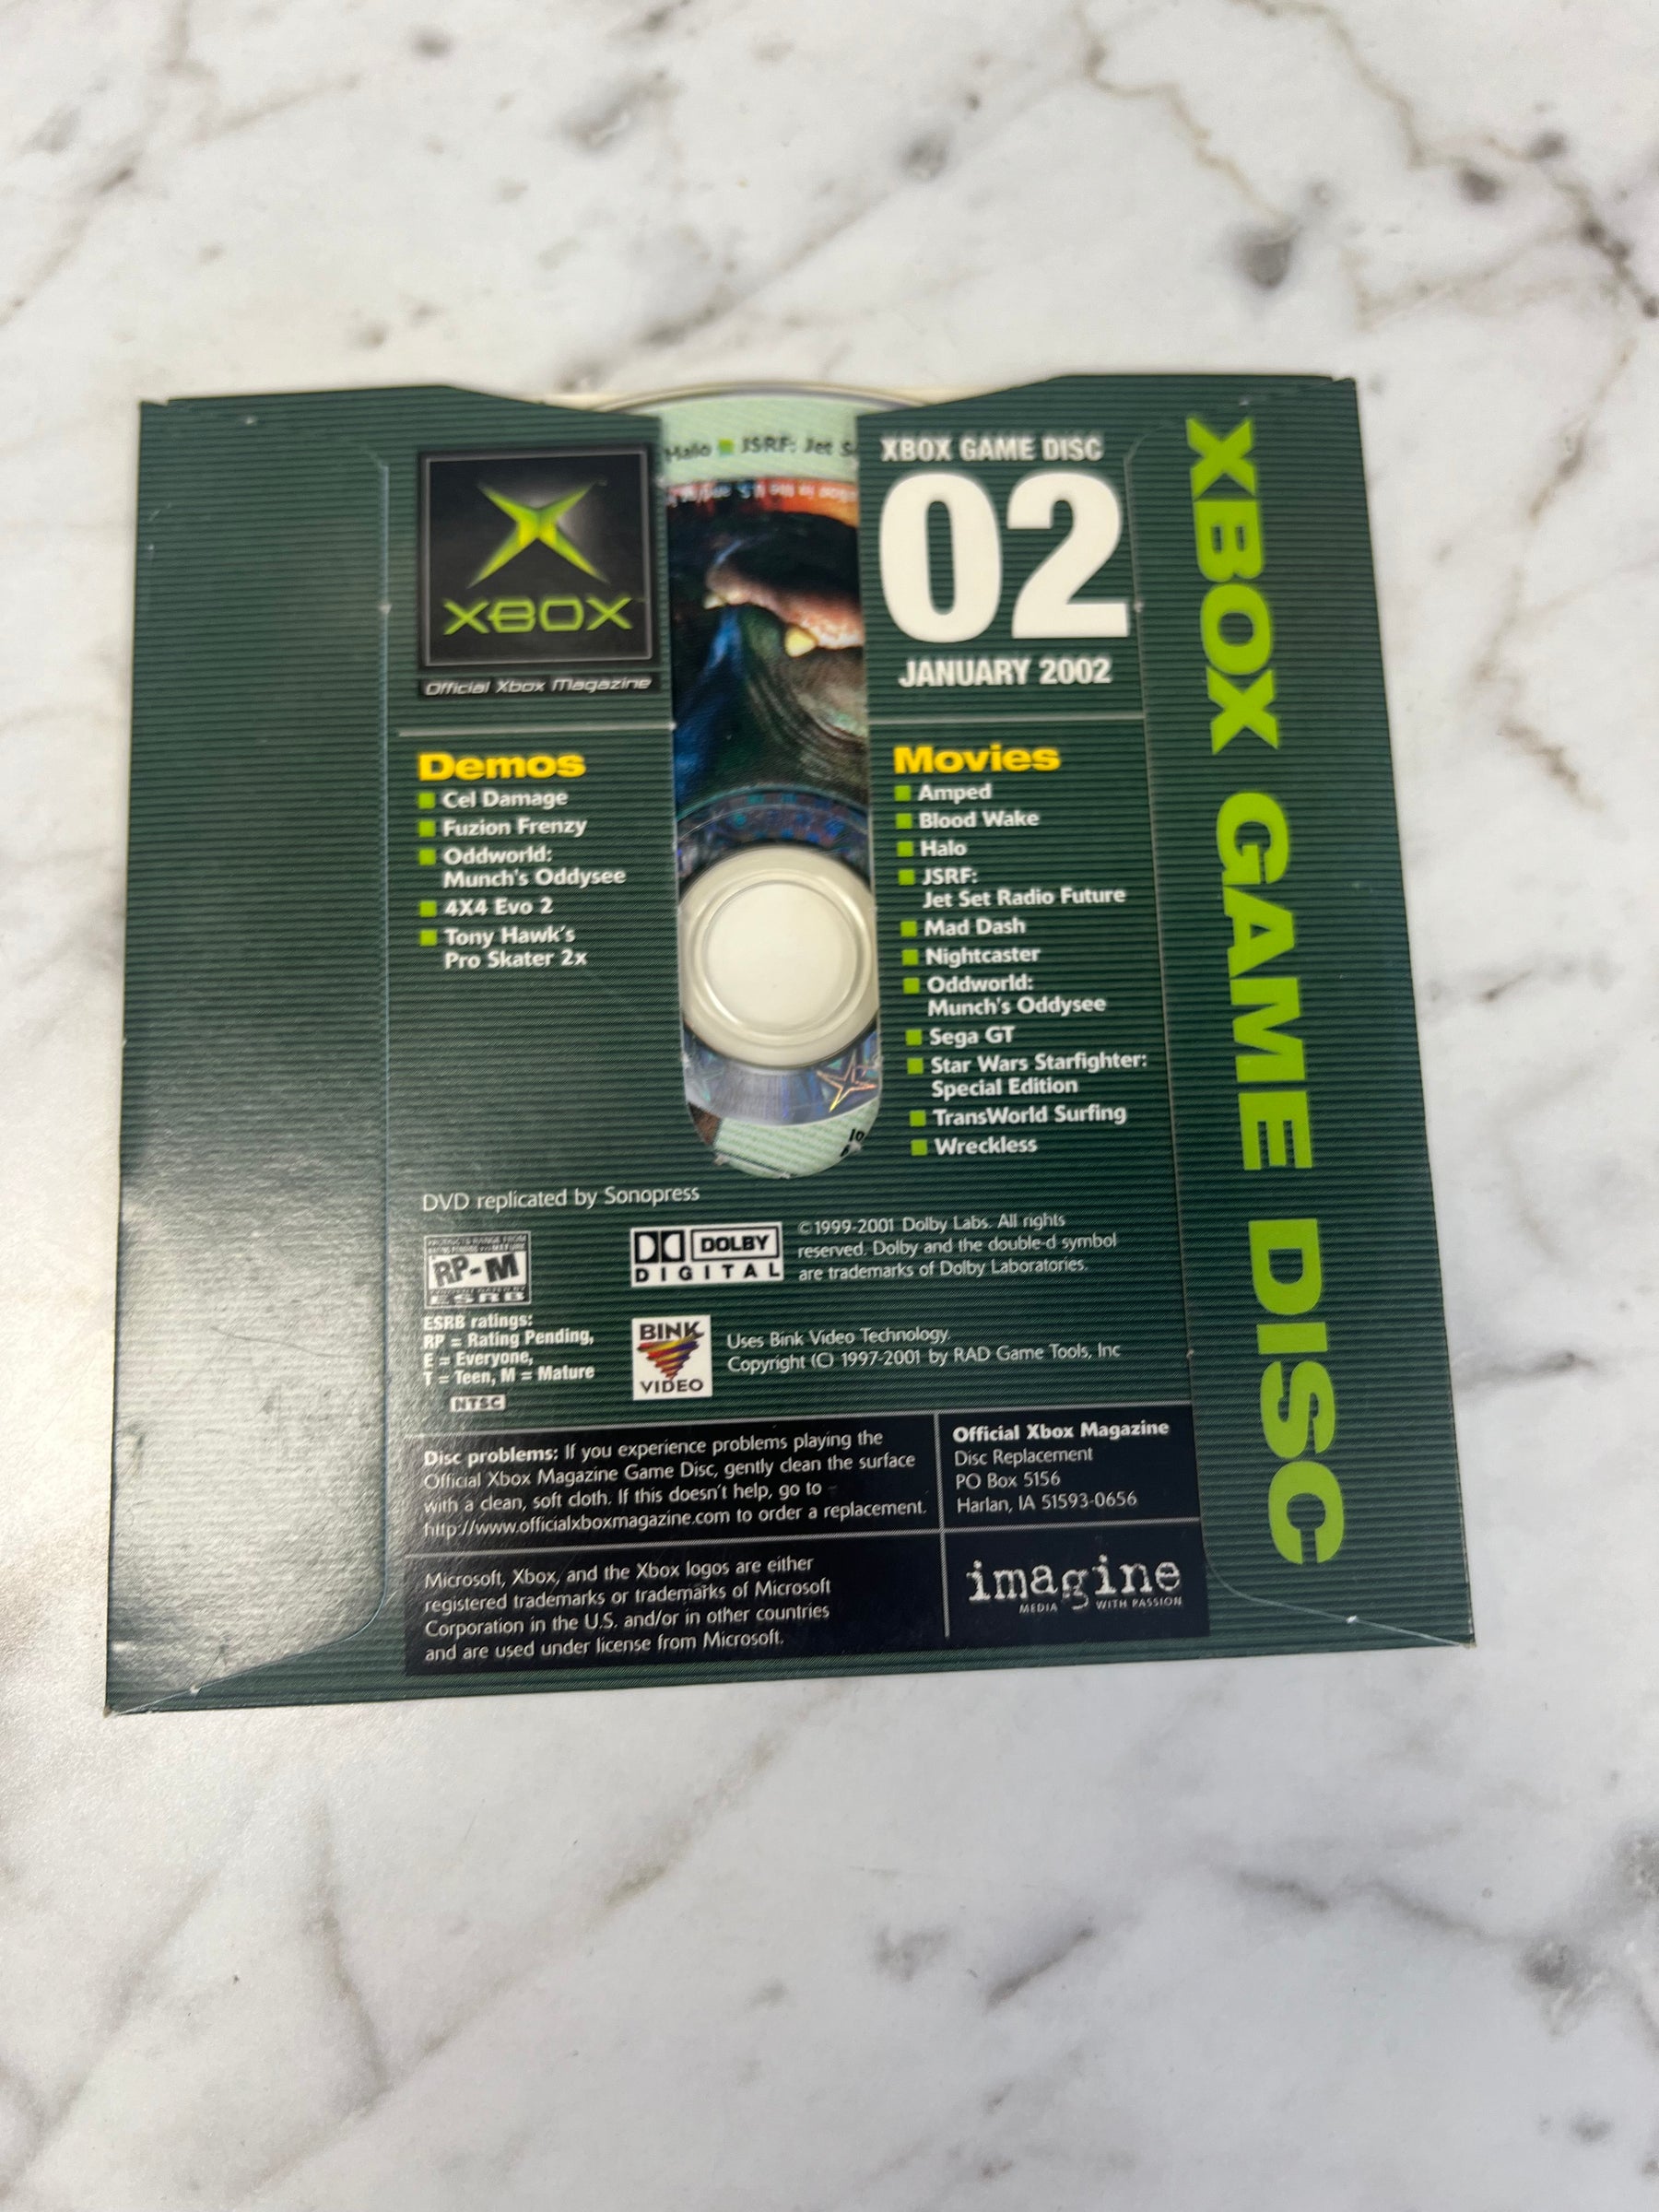 Halo ■ JSRF: Jet
XBOX
Official Xbox Magazine
XBOX GAME DISC
02
JANUARY 2002
Demos
■ Cel Damage
■ Fuzion Frenzy
■ Oddworld:
Munch's Oddysee
■ 4X4 Evo 2
■ Tony Hawk's
Pro Skater 2x
Movies
■ Amped
■ Blood Wake
■ Halo
■ JSRF:
Jet Set Radio Future
■ Mad Dash
■ Nightcaster
■ Oddworld:
Munch's Oddysee
■ Sega GT
■ Star Wars Starfighter:
Special Edition
■ TransWorld Surfing
■ Wreckless
DVD replicated by Sonopress
RP-M
ESRB
ESRB ratings:
RP = Rating Pending,
E = Everyone,
T = Teen, M = Mature
NTSC
DOLBY
DIGITAL
©1999-2001 Dolby Labs. All rights
reserved. Dolby and the double-d symbol
are trademarks of Dolby Laboratories.
BINK
VIDEO
Uses Bink Video Technology.
Copyright (C) 1997-2001 by RAD Game Tools, Inc
Disc problems: If you experience problems playing the
Official Xbox Magazine Game Disc, gently clean the surface
with a clean, soft cloth. If this doesn't help, go to
http://www.officialxboxmagazine.com to order a replacement.
Official Xbox Magazine
Disc Replacement
PO Box 5156
Harlan, IA 51593-0656
Microsoft, Xbox, and the Xbox logos are either
registered trademarks or trademarks of Microsoft
Corporation in the U.S. and/or in other countries
and are used under license from Microsoft.
imagine
MEDIA WITH PASSION
XBOX GAME DISC